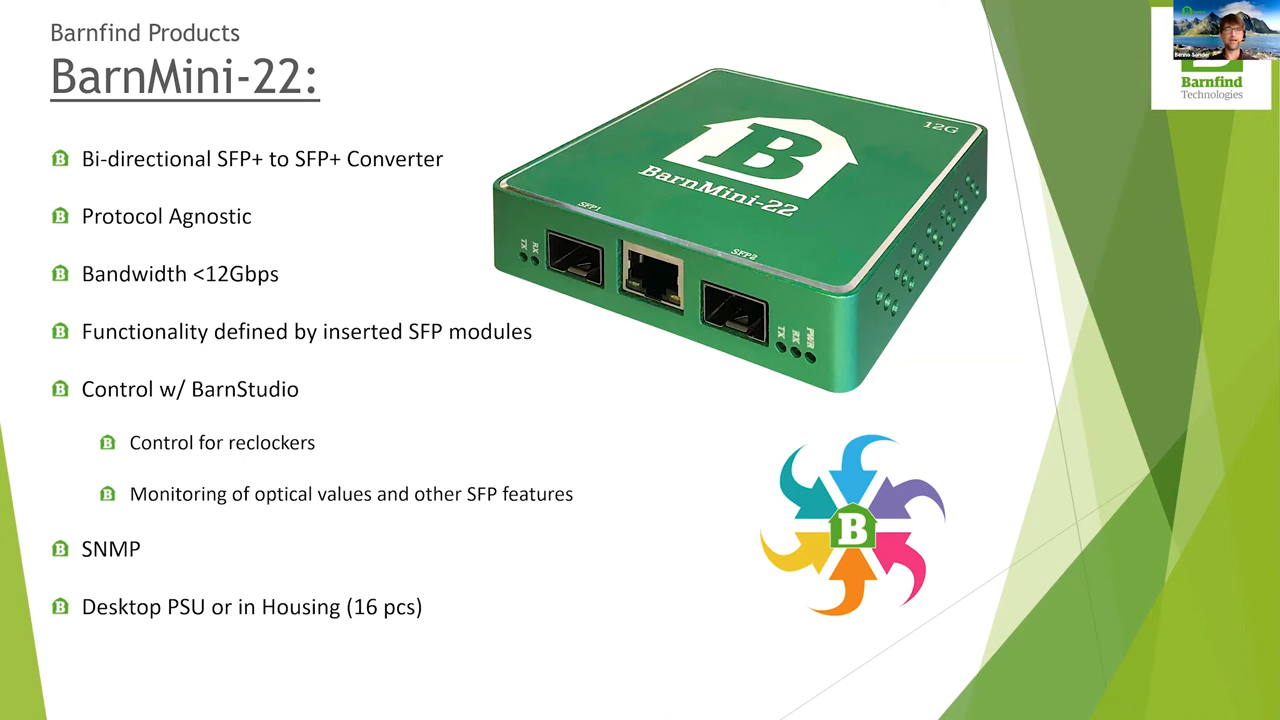 Barnfind Products
BarnMini-22:
Bi-directional SFP+ to SFP+ Converter
Protocol Agnostic
Bandwidth <12Gbps
Functionality defined by inserted SFP modules
Control w/ BarnStudio
Control for reclockers
Monitoring of optical values and other SFP features
SNMP
Desktop PSU or in Housing (16 pcs)
12G
B
BarnMini-22
SFP1
TX RX
SFP2
TX RX PWR
B
Barnfind
Technologies